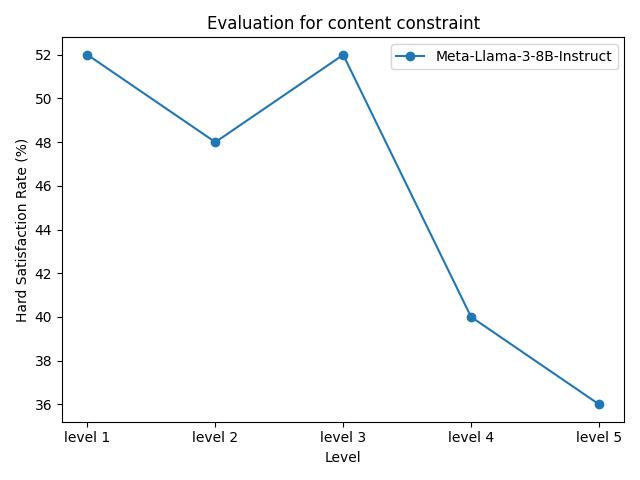 Evaluation for content constraint
Meta-Llama-3-8B-Instruct
Hard Satisfaction Rate (%)
52
50
48
46
44
42
40
38
36
level 1 level 2 level 3 level 4 level 5
Level